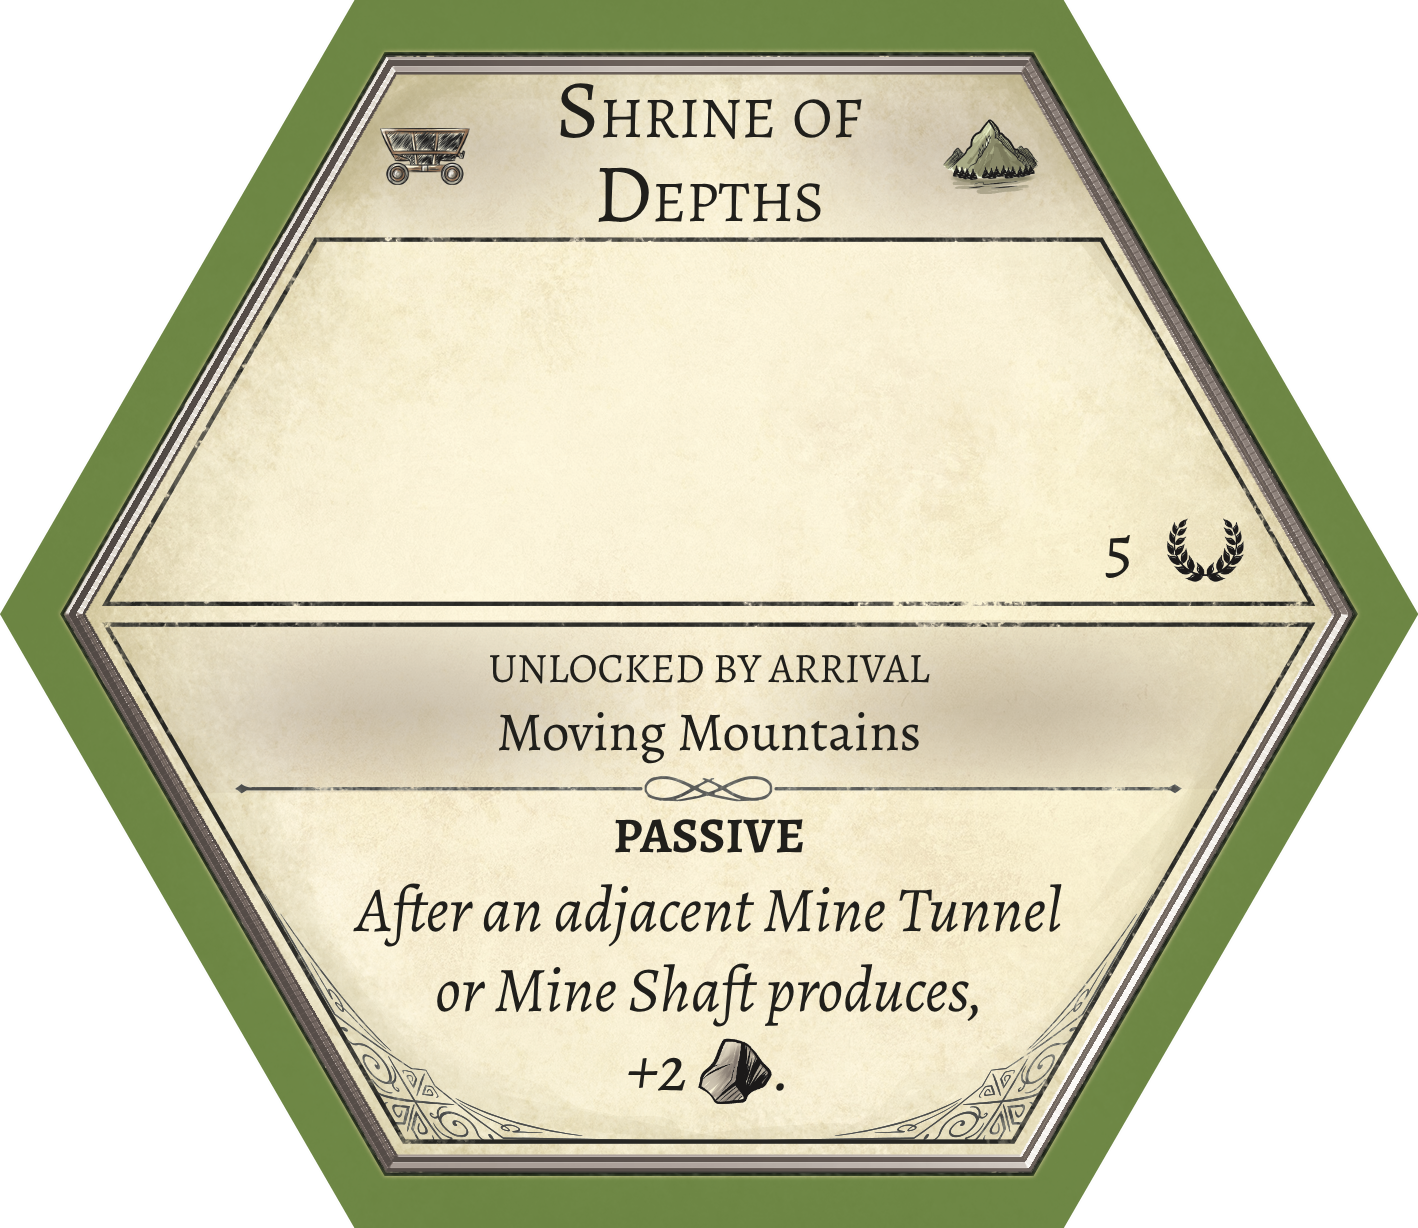 Shrine of
Depths
5
UNLOCKED BY ARRIVAL
Moving Mountains
PASSIVE
After an adjacent Mine Tunnel
or Mine Shaft produces,
+2 .